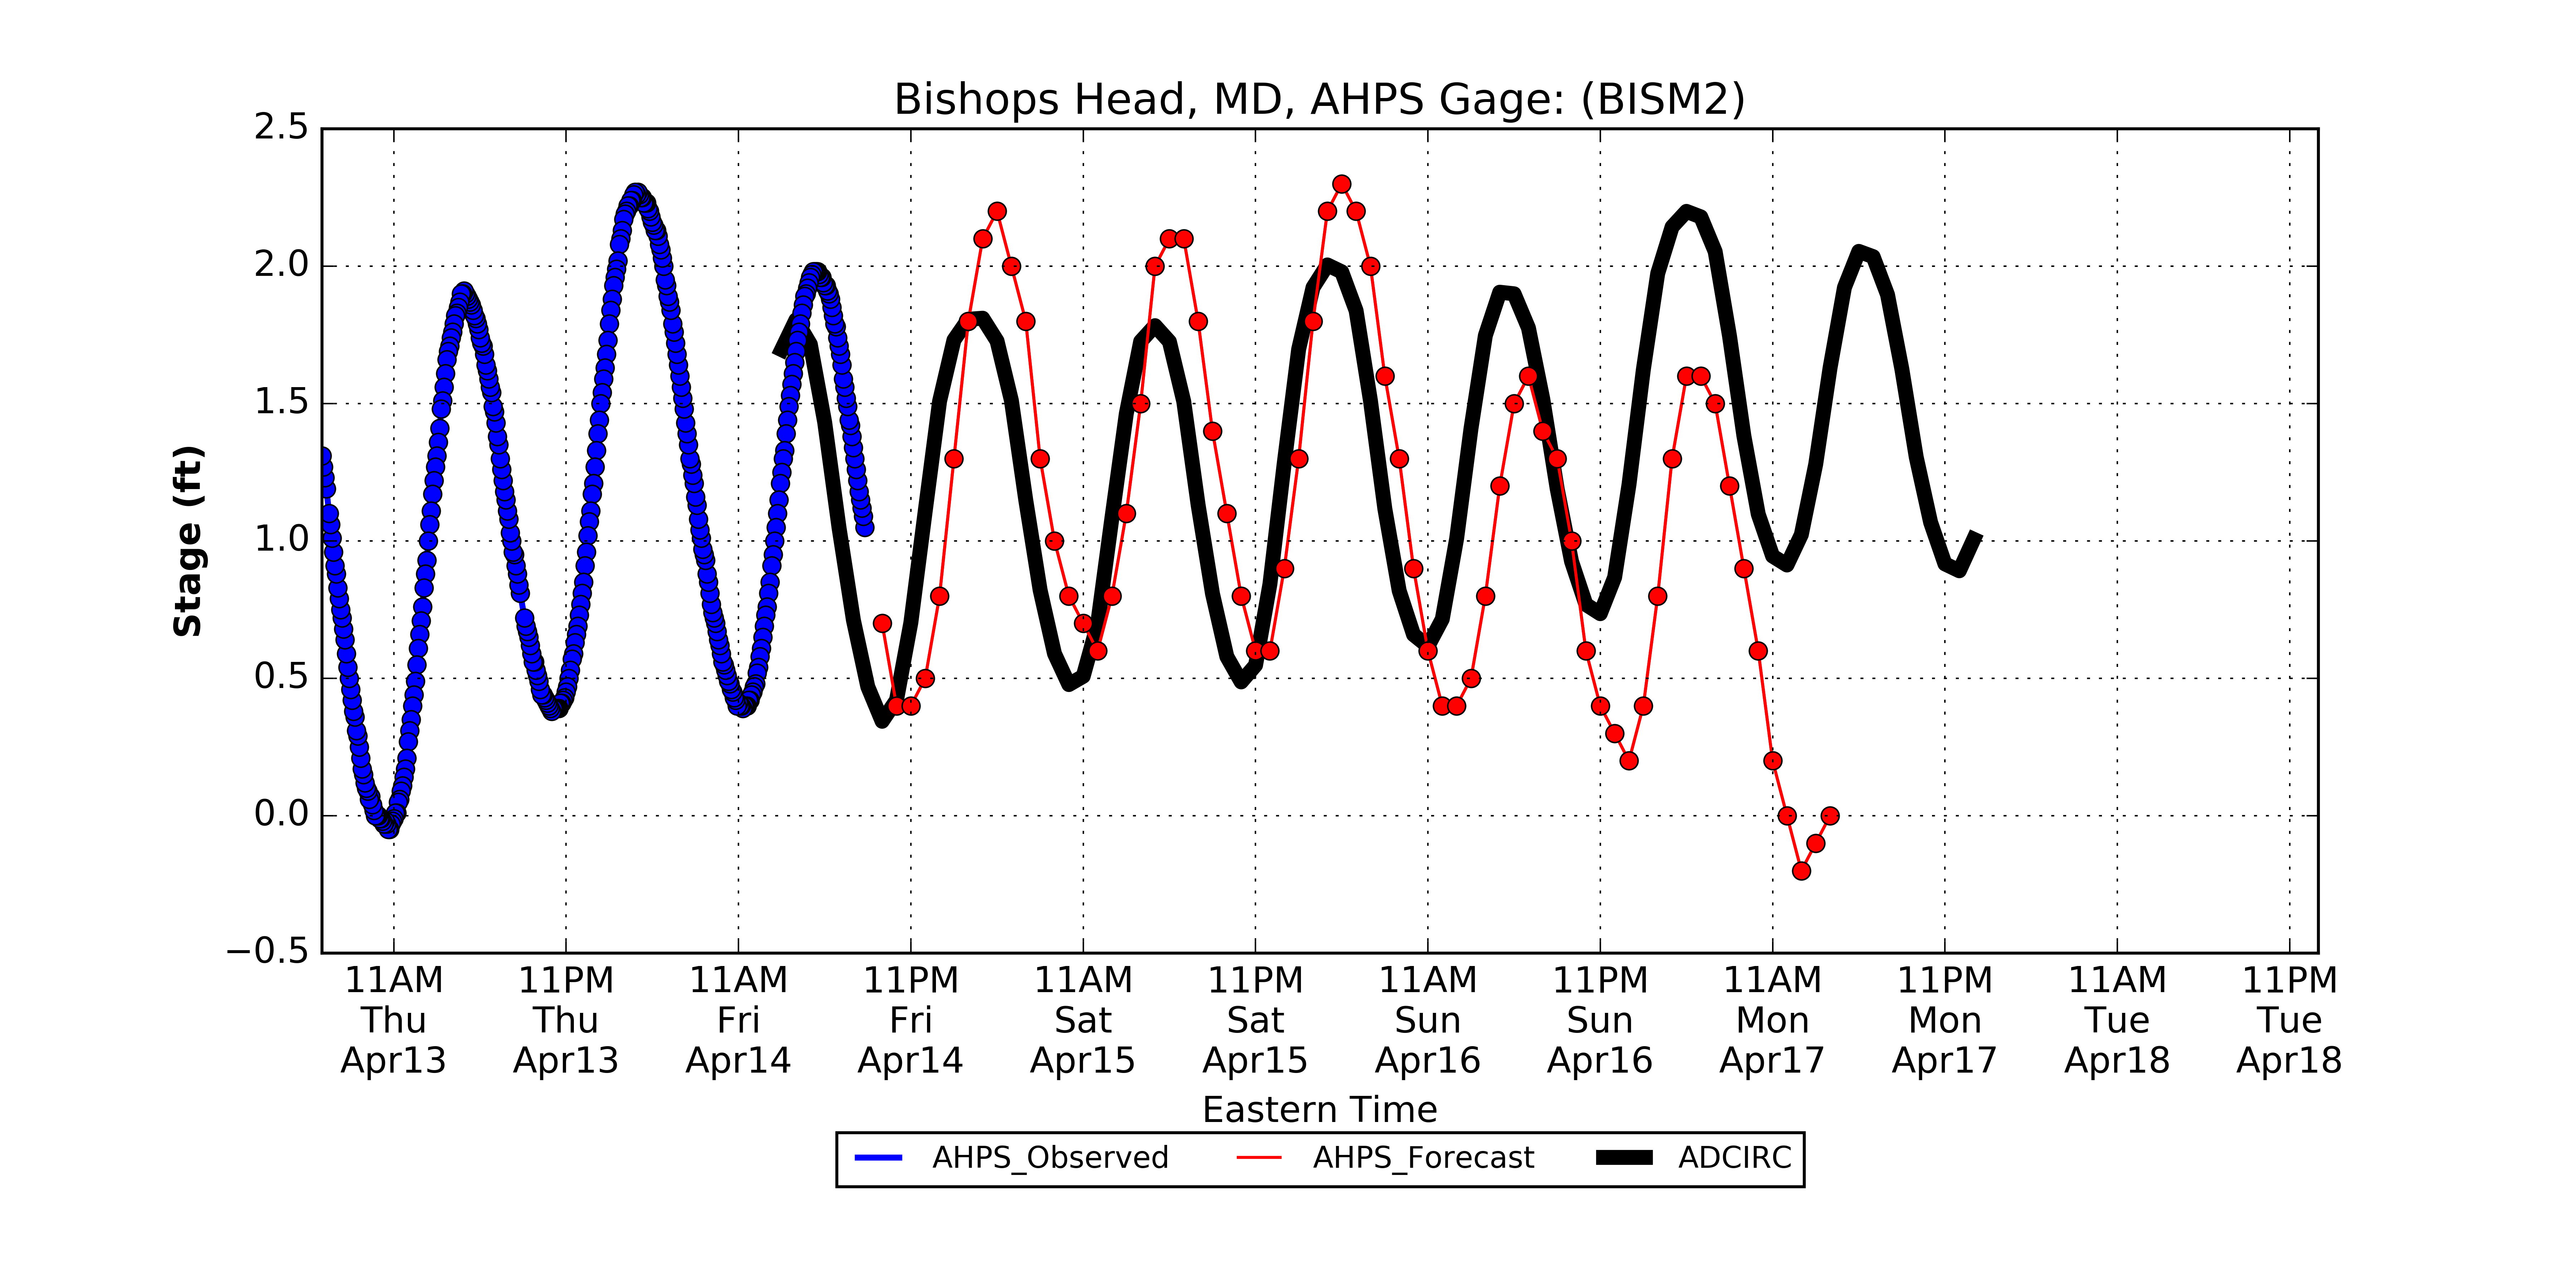 Bishops Head, MD, AHPS Gage: (BISM2)
2.5
2.0
1.5
1.0
0.5
0.0
−0.5
Stage (ft)
11AM 11PM 11AM 11PM 11AM 11PM 11AM 11PM 11AM 11PM 11AM 11PM
Thu Thu Fri Fri Sat Sat Sun Sun Mon Mon Tue Tue
Apr13 Apr13 Apr14 Apr14 Apr15 Apr15 Apr16 Apr16 Apr17 Apr17 Apr18 Apr18
Eastern Time
AHPS_Observed AHPS_Forecast ADCIRC